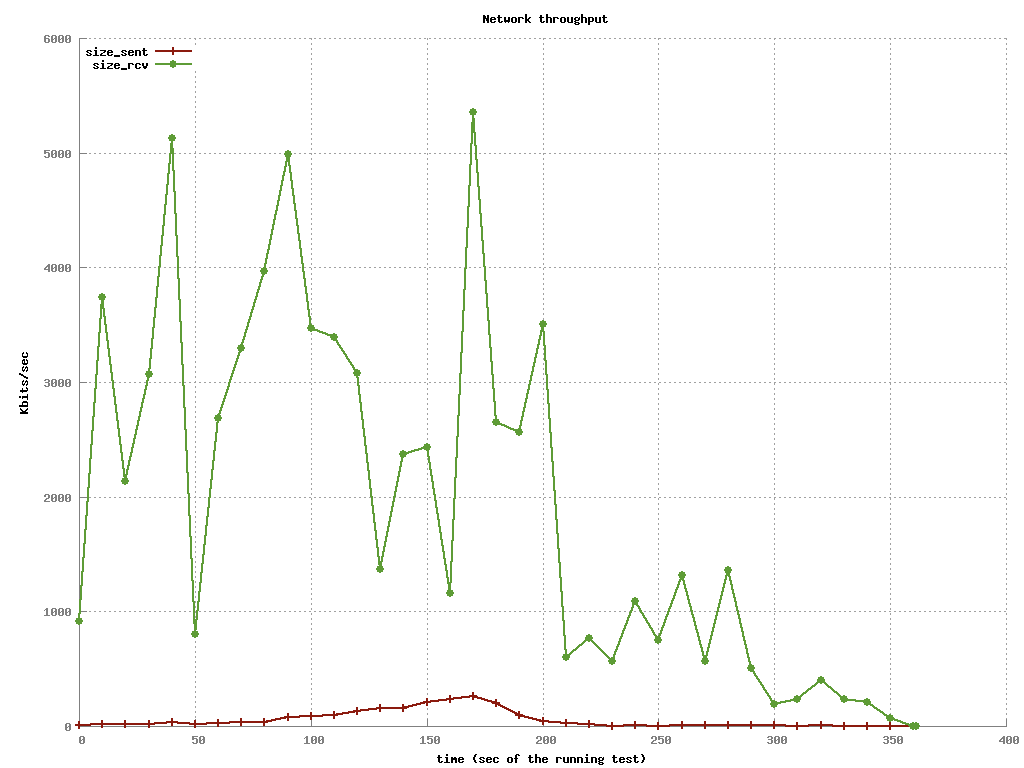 Network throughput
size_sent
size_rcv
6000
5000
4000
3000
2000
1000
0
Kbits/sec
0 50 100 150 200 250 300 350 400
time (sec of the running test)